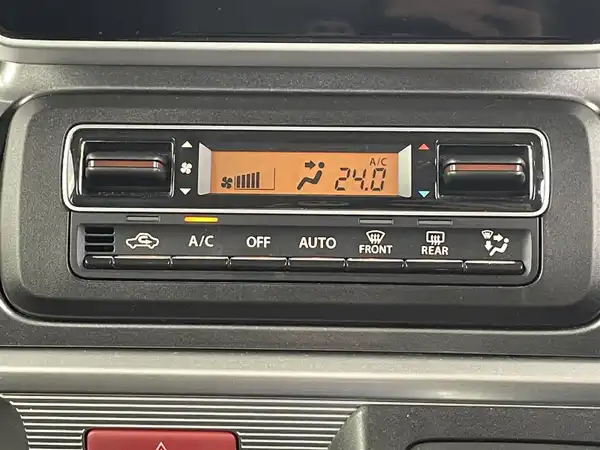 A/C
24.0
A/C
OFF
AUTO
FRONT
REAR